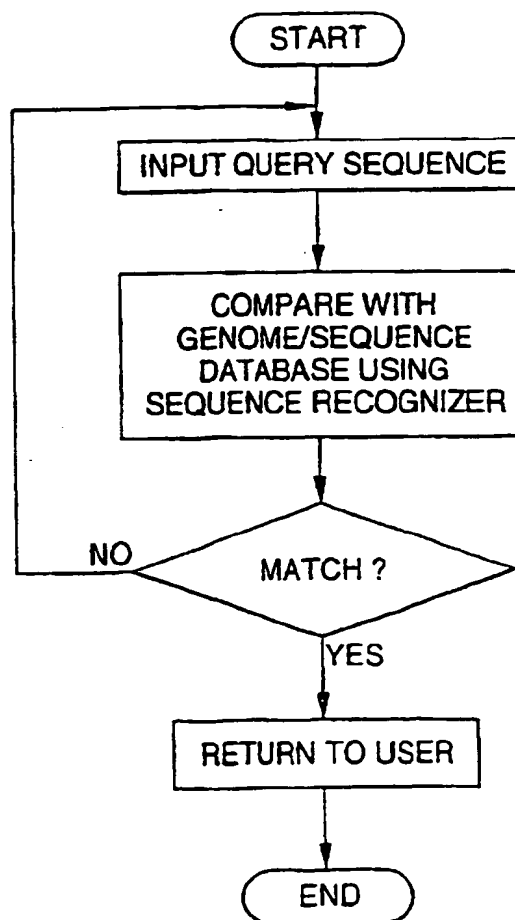 START
INPUT QUERY SEQUENCE
COMPARE WITH
GENOME/SEQUENCE
DATABASE USING
SEQUENCE RECOGNIZER
MATCH ?
NO
YES
RETURN TO USER
END